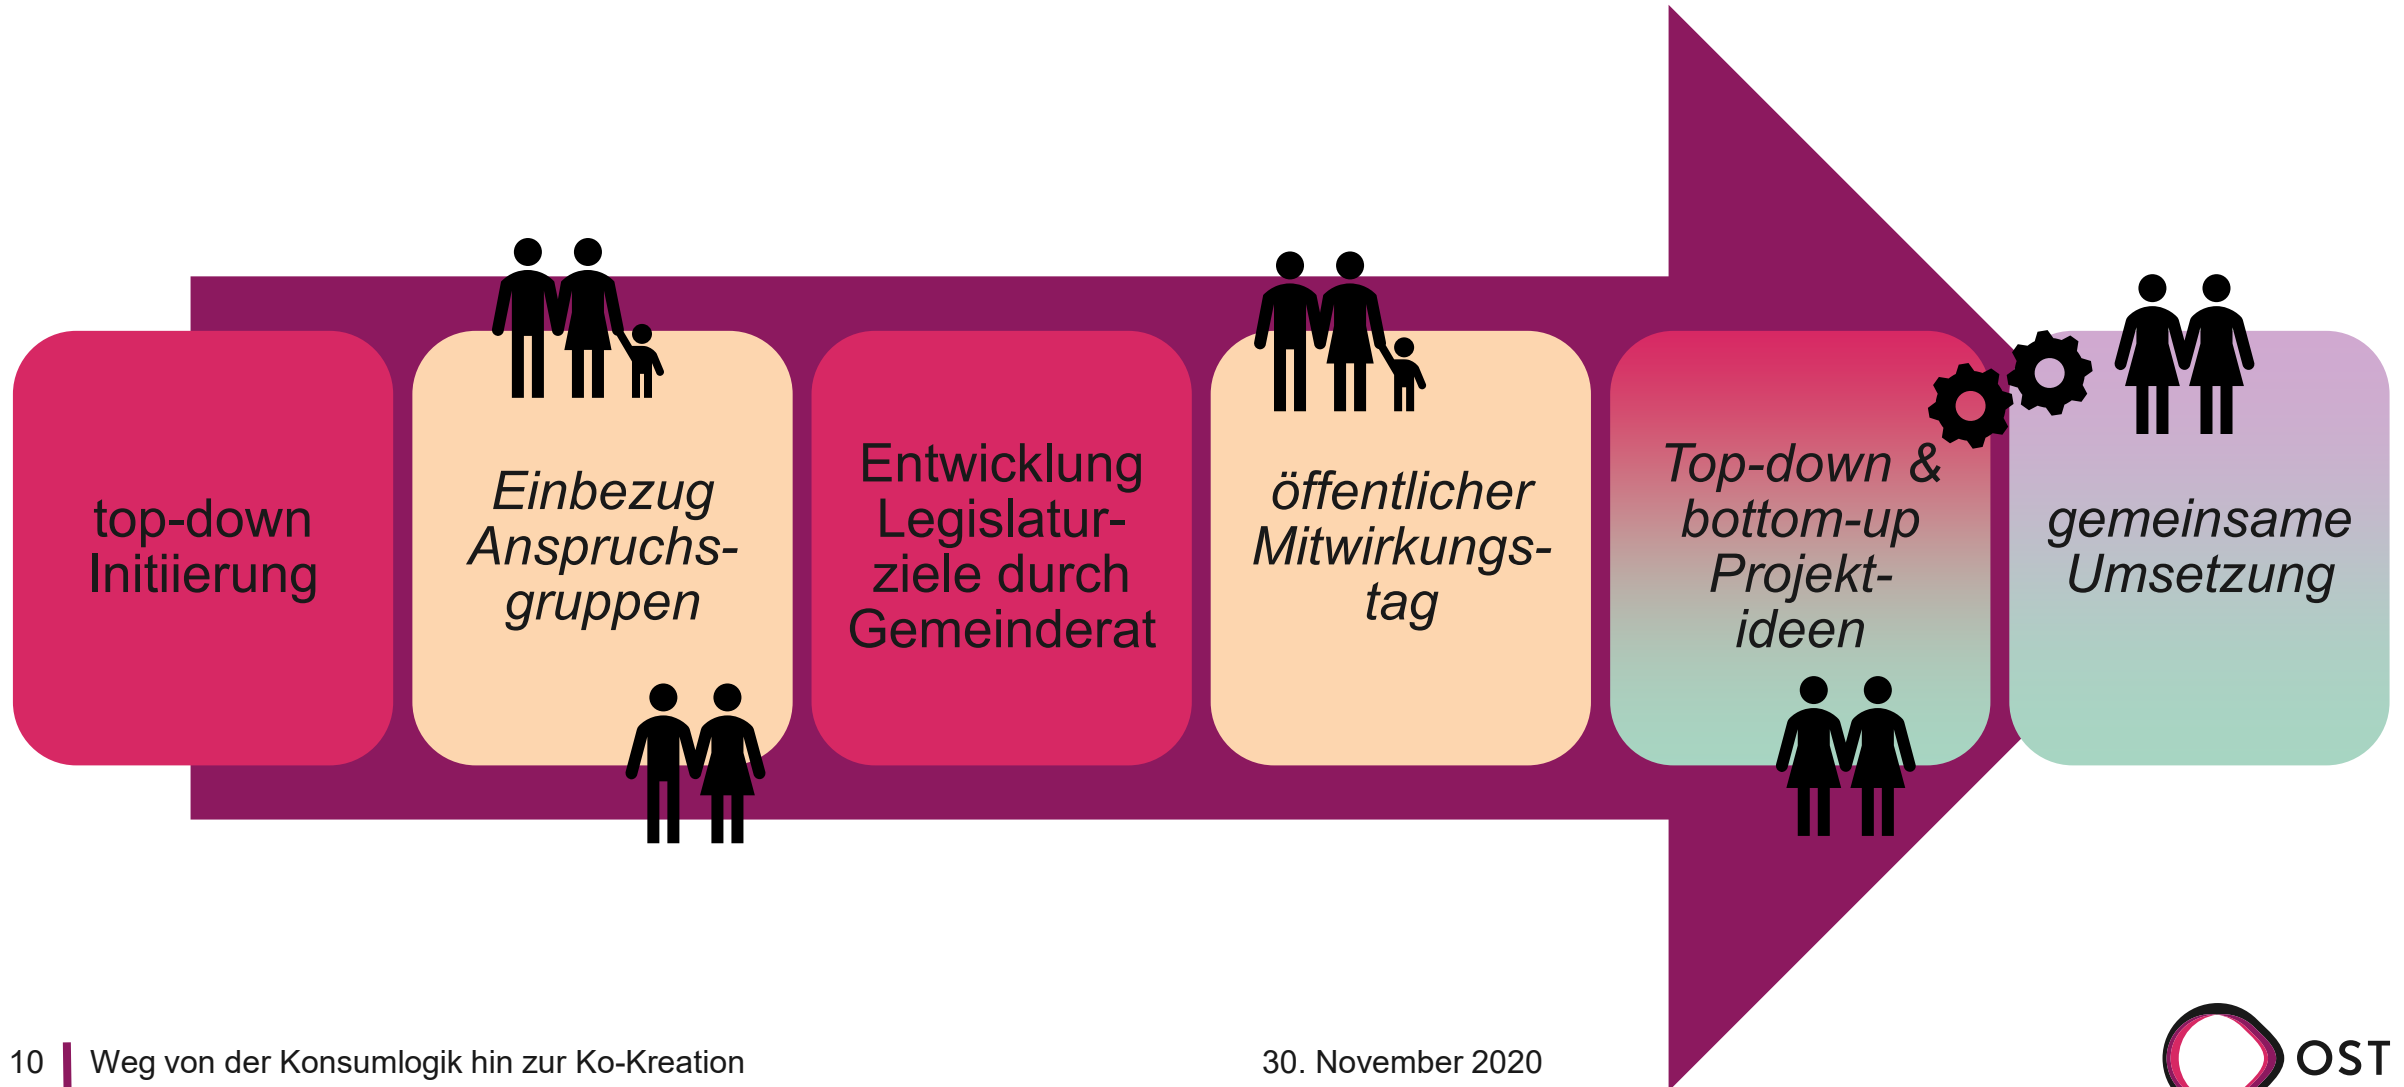 top-down
Initiierung
Einbezug
Anspruchs-
gruppen
Entwicklung
Legislatur-
ziele durch
Gemeinderat
öffentlicher
Mitwirkungs-
tag
Top-down &
bottom-up
Projekt-
ideen
gemeinsame
Umsetzung
10
Weg von der Konsumlogik hin zur Ko-Kreation
30. November 2020
OST